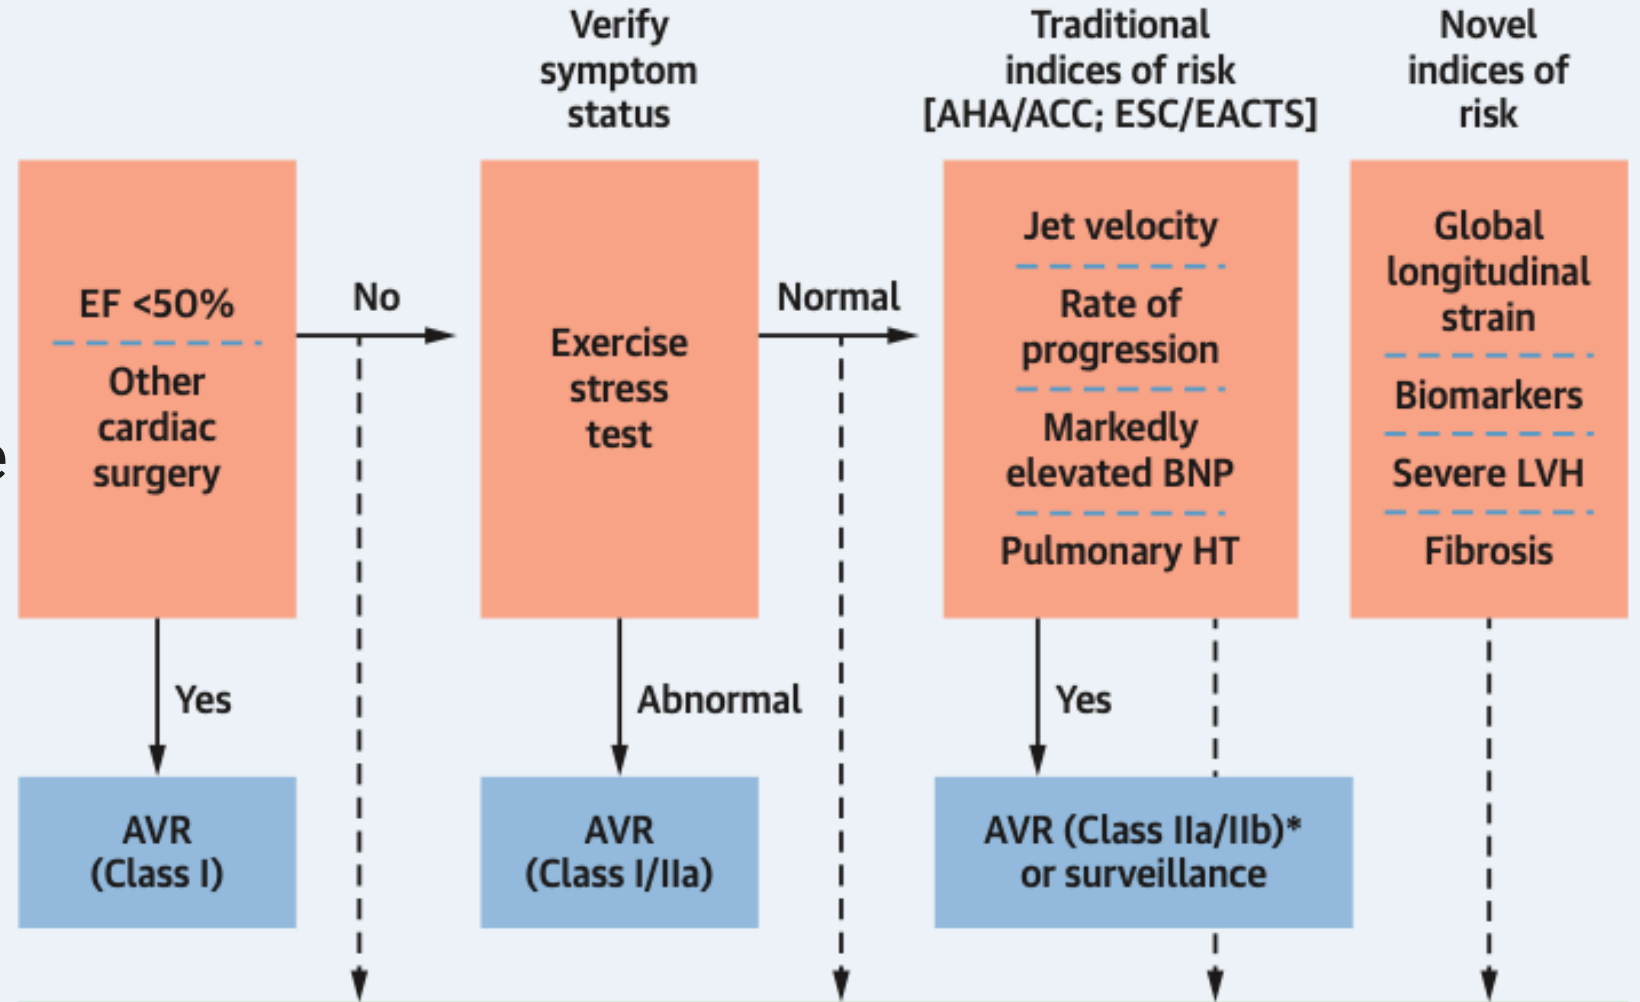 Verify
symptom
status
Traditional
indices of risk
[AHA/ACC; ESC/EACTS]
Novel
indices of
risk
EF <50%
Other
cardiac
surgery
No
Exercise
stress
test
Normal
Jet velocity
Rate of
progression
Markedly
elevated BNP
Pulmonary HT
Global
longitudinal
strain
Biomarkers
Severe LVH
Fibrosis
e
Yes
Abnormal
Yes
AVR
(Class I)
AVR
(Class I/IIa)
AVR (Class IIa/IIb)*
or surveillance